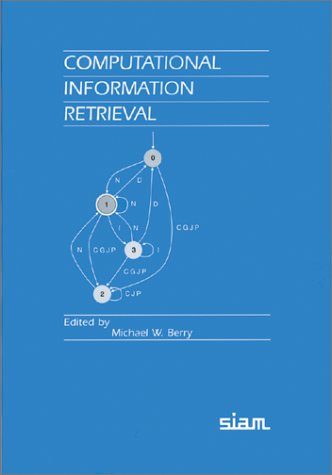 COMPUTATIONAL
INFORMATION
RETRIEVAL
0
N D
1
N D
I N
CGJP
3
I
N CGJP
CGJP
2
CJP
Edited by
Michael W. Berry
siam